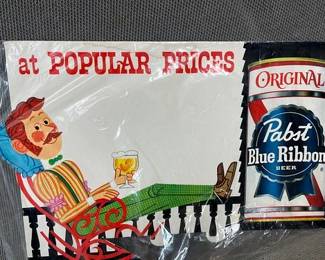 at POPULAR PRICES
ORIGINAL
Pabst
Blue Ribbon
BEER